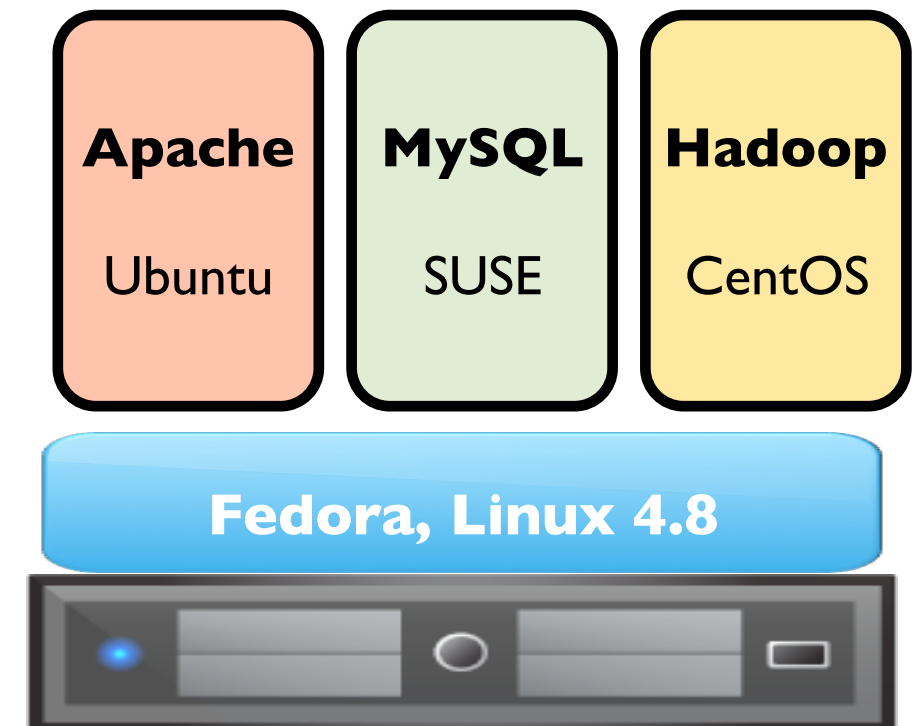 Apache
Ubuntu
MySQL
SUSE
Hadoop
CentOS
Fedora, Linux 4.8